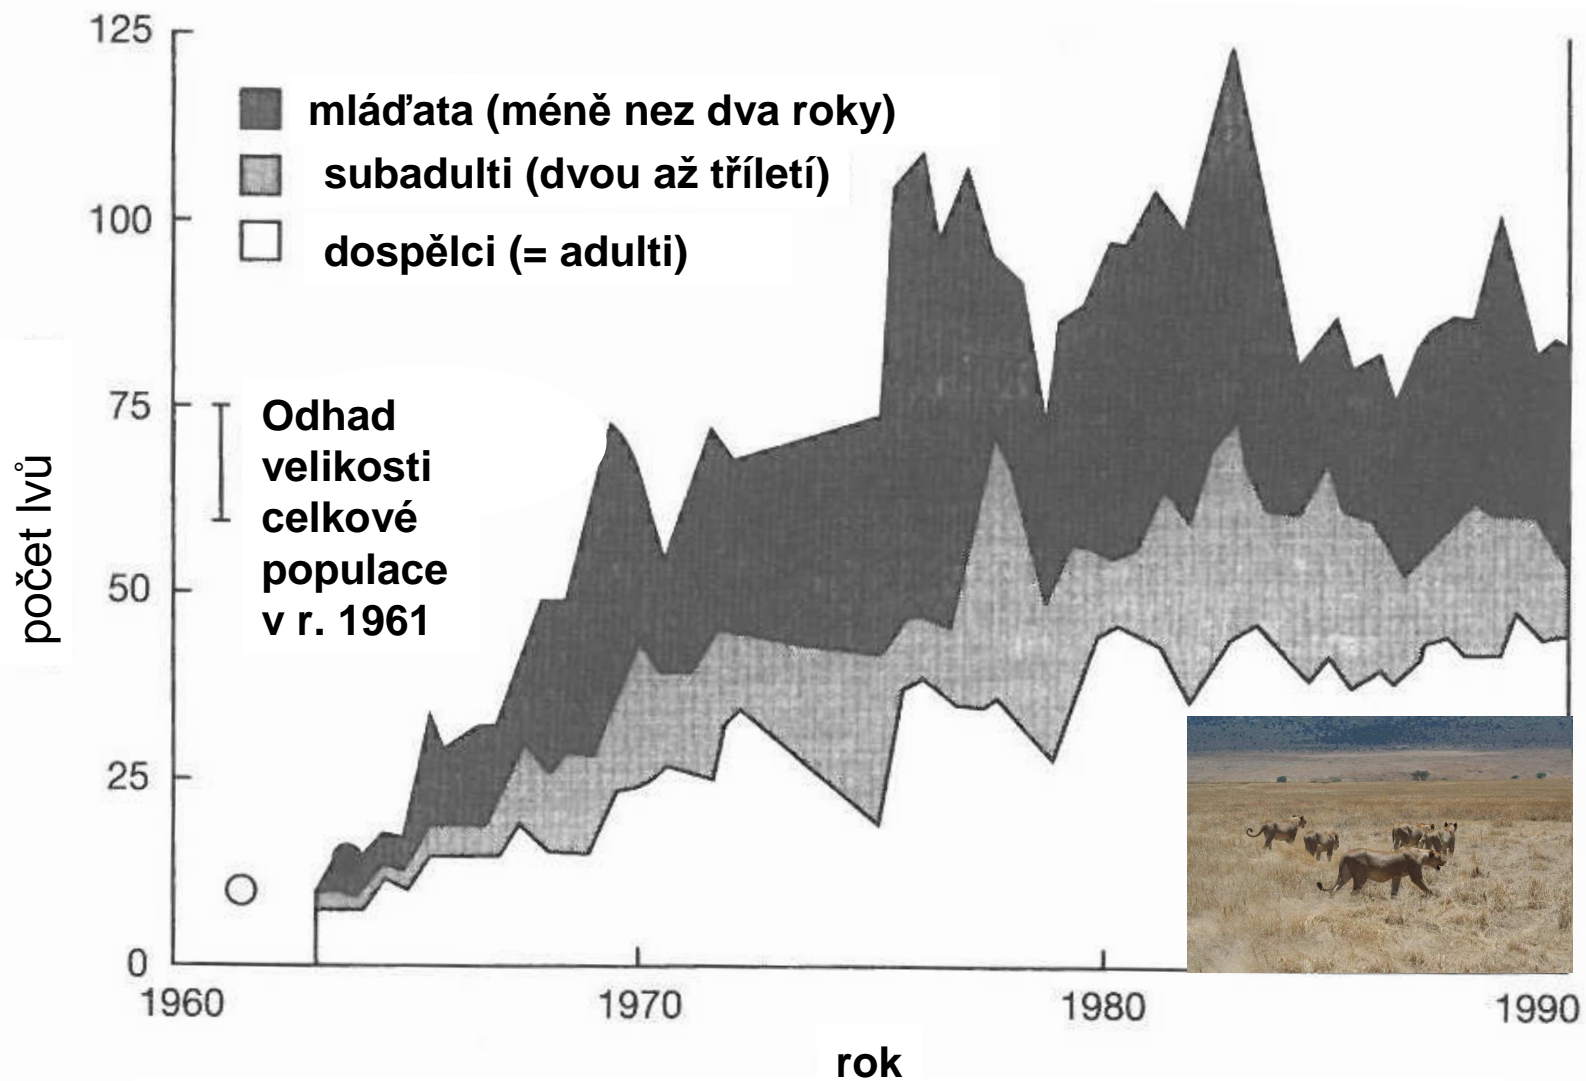 125
100
75
50
25
0
mláďata (méně nez dva roky)
subadulti (dvou až tříletí)
dospělci (= adulti)
Odhad
velikosti
celkové
populace
v r. 1961
počet lvů
1960
1970
1980
1990
rok